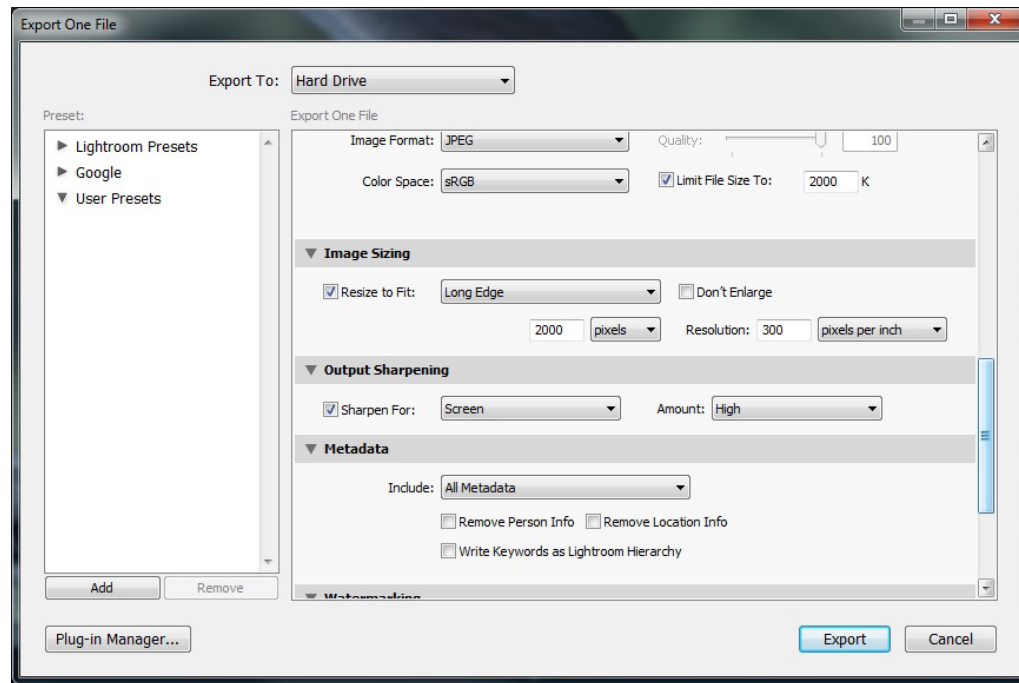 Export One File
Export To: Hard Drive
Preset:
Export One File
Lightroom Presets
Google
User Presets
Image Format: JPEG Quality: 100
Color Space: sRGB Limit File Size To: 2000 K
Image Sizing
Resize to Fit: Long Edge Don't Enlarge
2000 pixels Resolution: 300 pixels per inch
Output Sharpening
Sharpen For: Screen Amount: High
Metadata
Include: All Metadata
Remove Person Info Remove Location Info
Write Keywords as Lightroom Hierarchy
Watermarking
Add Remove
Plug-in Manager... Export Cancel